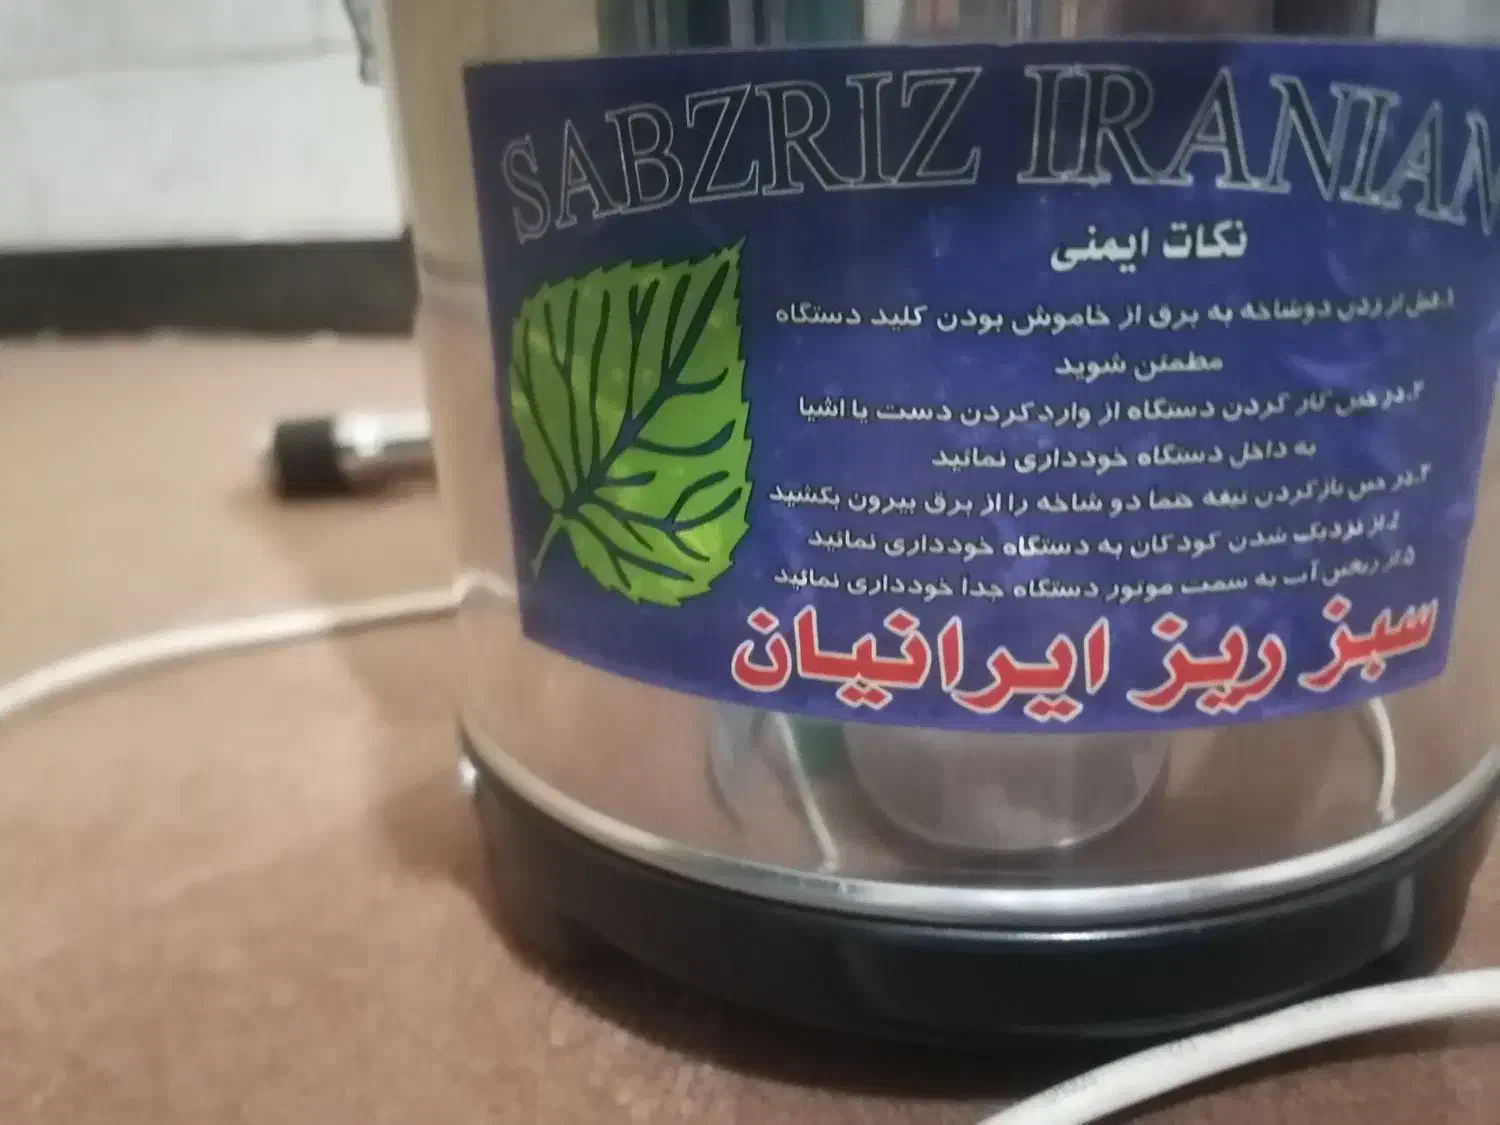 SABZRIZ IRANIAN
نکات ایمنی
۱.قبل از زدن دوشاخه به برق از خاموش بودن کلید دستگاه
مطمئن شوید
۲.در حین کار کردن دستگاه از وارد کردن دست یا اشیا
به داخل دستگاه خودداری نمائید
۳.در حین باز کردن تیغه حتما دو شاخه را از برق بیرون بکشید
۴.از نزدیک شدن کودکان به دستگاه خودداری نمائید
۵.از ریختن آب به سمت موتور دستگاه جدا خودداری نمائید
سبز ریز ایرانیان